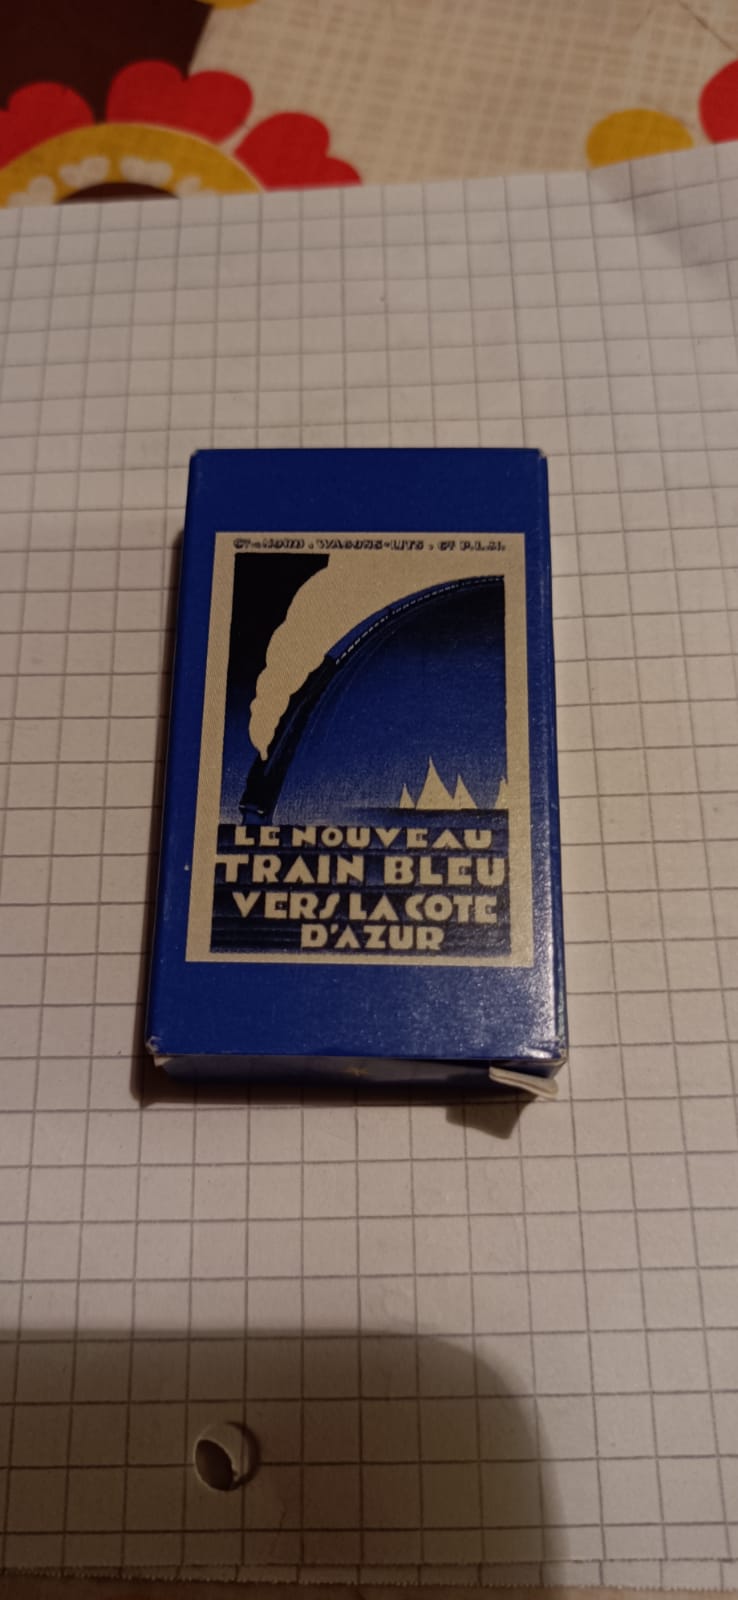 Cⁱᵉ NORD . WAGONS-LITS . Cⁱᵉ P.L.M.
LE NOUVEAU
TRAIN BLEU
VERS LA COTE
D'AZUR